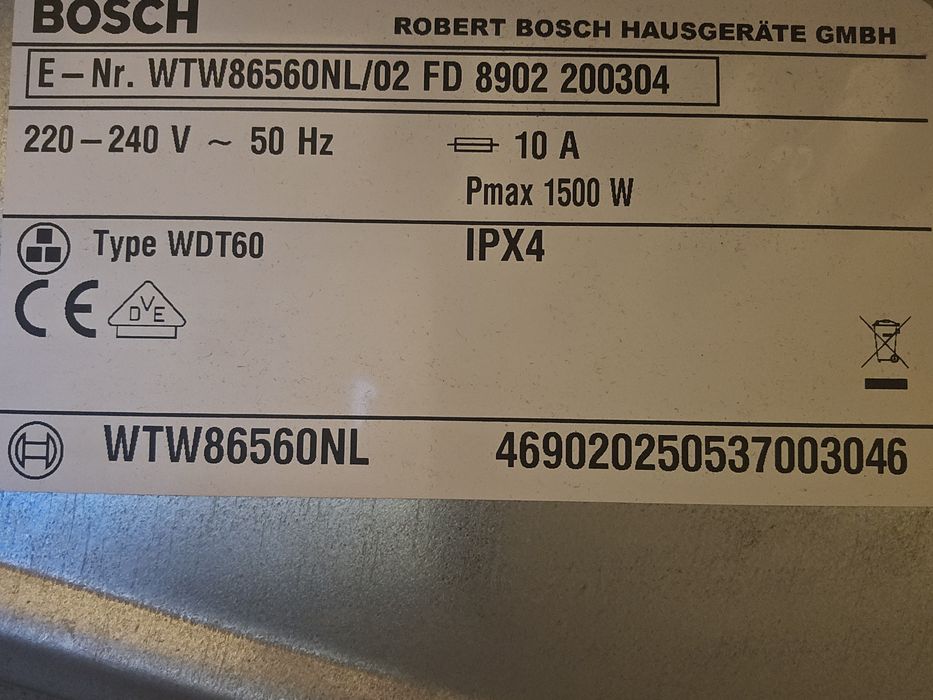 BOSCH ROBERT BOSCH HAUSGERÄTE GMBH
E-Nr. WTW86560NL/02 FD 8902 200304
220-240 V ~ 50 Hz 10 A
Pmax 1500 W
Type WDT60 IPX4
CE DVE
WTW86560NL 469020250537003046